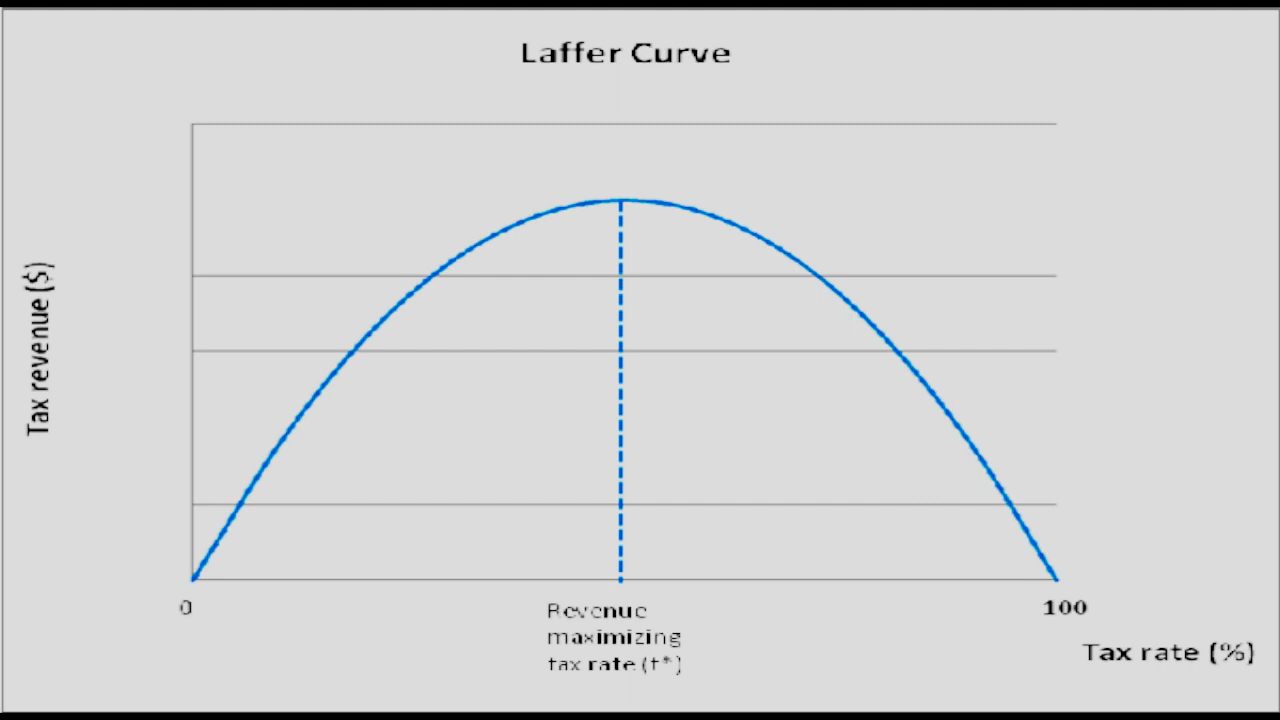 Laffer Curve
Tax revenue ($)
0
Revenue
maximizing
tax rate (t*)
100
Tax rate (%)